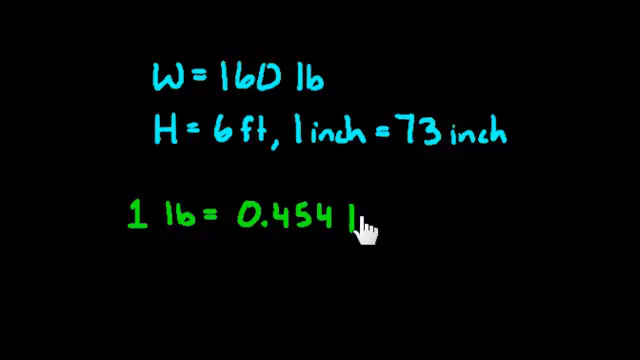 W = 160 lb
H = 6 ft, 1 inch = 73 inch
1 lb = 0.454